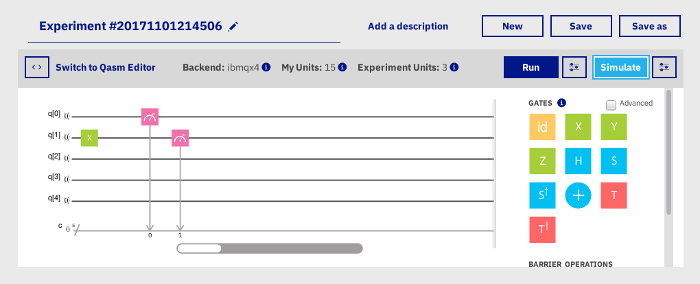 Experiment #20171101214506
Add a description
New
Save
Save as
Switch to Qasm Editor
Backend: ibmqx4
My Units: 15
Experiment Units: 3
Run
Simulate
GATES
Advanced
q[0] |0⟩
q[1] |0⟩
X
q[2] |0⟩
q[3] |0⟩
q[4] |0⟩
c 0 5
0 1
id X Y
Z H S
S† + T
T†
BARRIER OPERATIONS